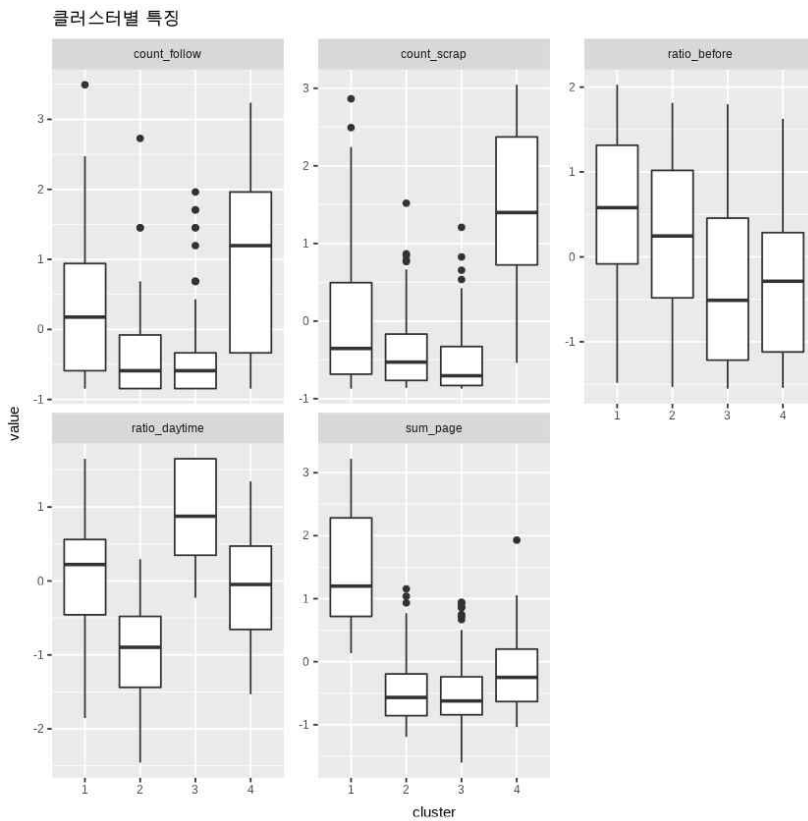 클러스터별 특징
count_follow
count_scrap
ratio_before
3
2
1
0
-1
3
2
1
0
-1
2
1
0
-1
1 2 3 4
value
ratio_daytime
sum_page
1
0
-1
-2
3
2
1
0
-1
1 2 3 4
1 2 3 4
cluster